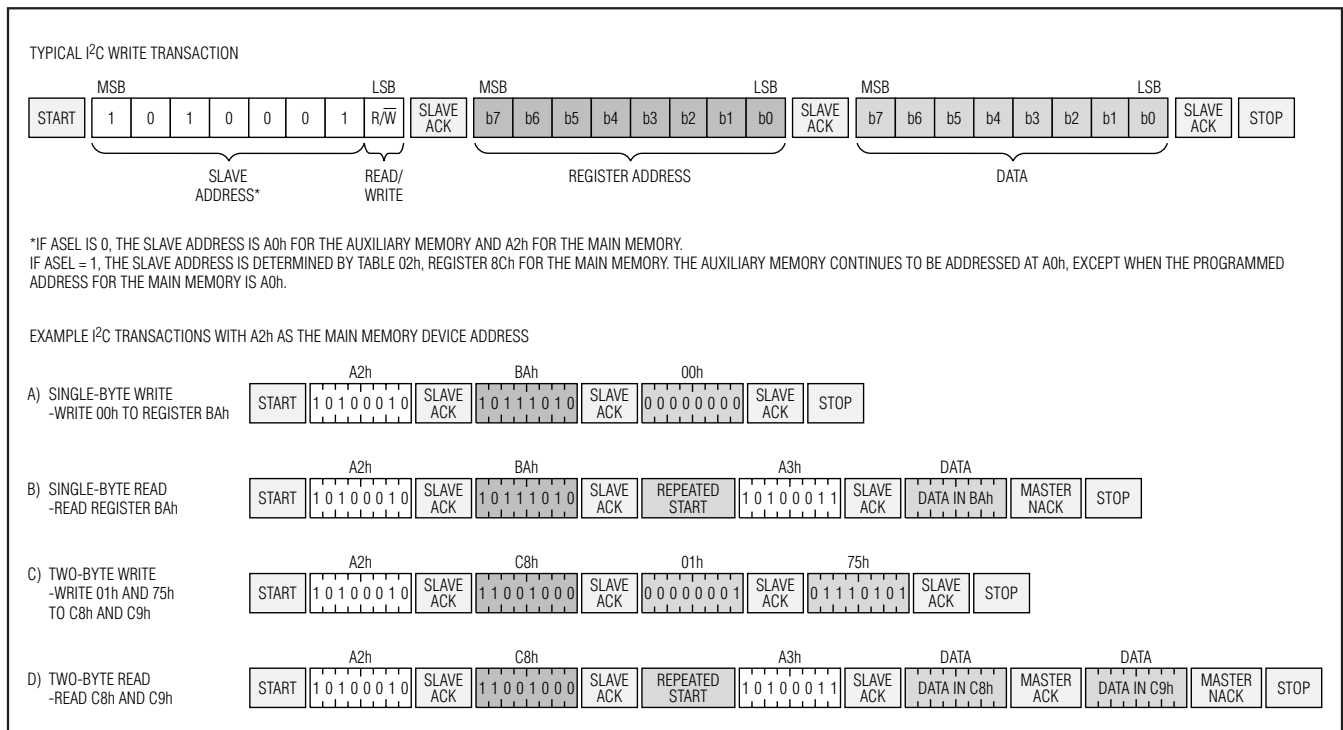 TYPICAL I2C WRITE TRANSACTION
MSB LSB MSB LSB MSB LSB
START 1 0 1 0 0 0 1 R/W̅ SLAVE ACK b7 b6 b5 b4 b3 b2 b1 b0 SLAVE ACK b7 b6 b5 b4 b3 b2 b1 b0 SLAVE ACK STOP
SLAVE ADDRESS* READ/WRITE REGISTER ADDRESS DATA
*IF ASEL IS 0, THE SLAVE ADDRESS IS A0h FOR THE AUXILIARY MEMORY AND A2h FOR THE MAIN MEMORY.
IF ASEL = 1, THE SLAVE ADDRESS IS DETERMINED BY TABLE 02h, REGISTER 8Ch FOR THE MAIN MEMORY. THE AUXILIARY MEMORY CONTINUES TO BE ADDRESSED AT A0h, EXCEPT WHEN THE PROGRAMMED
ADDRESS FOR THE MAIN MEMORY IS A0h.
EXAMPLE I2C TRANSACTIONS WITH A2h AS THE MAIN MEMORY DEVICE ADDRESS
A) SINGLE-BYTE WRITE
-WRITE 00h TO REGISTER BAh
A2h BAh 00h
START 10100010 SLAVE ACK 10111010 SLAVE ACK 00000000 SLAVE ACK STOP
B) SINGLE-BYTE READ
-READ REGISTER BAh
A2h BAh A3h DATA
START 10100010 SLAVE ACK 10111010 SLAVE ACK REPEATED START 10100011 SLAVE ACK DATA IN BAh MASTER NACK STOP
C) TWO-BYTE WRITE
-WRITE 01h AND 75h
TO C8h AND C9h
A2h C8h 01h 75h
START 10100010 SLAVE ACK 11001000 SLAVE ACK 00000001 SLAVE ACK 01110101 SLAVE ACK STOP
D) TWO-BYTE READ
-READ C8h AND C9h
A2h C8h A3h DATA DATA
START 10100010 SLAVE ACK 11001000 SLAVE ACK REPEATED START 10100011 SLAVE ACK DATA IN C8h MASTER ACK DATA IN C9h MASTER NACK STOP